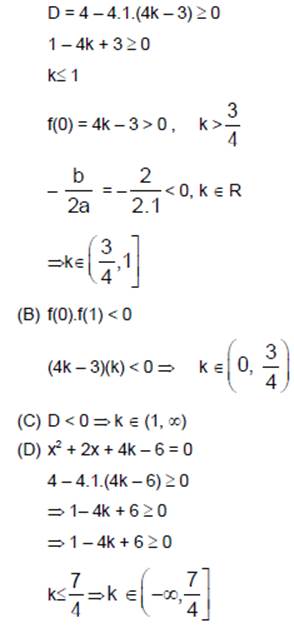 D = 4 – 4.1.(4k – 3) ≥ 0
1 – 4k + 3 ≥ 0
k≤ 1
f(0) = 4k – 3 > 0 , k > 3/4
– b/2a = – 2/2.1 < 0, k ∈ R
⇒k∈(3/4,1]
(B) f(0).f(1) < 0
(4k – 3)(k) < 0 ⇒ k ∈(0, 3/4)
(C) D < 0 ⇒ k ∈ (1, ∞)
(D) x² + 2x + 4k – 6 = 0
4 – 4.1.(4k – 6) ≥ 0
⇒ 1– 4k + 6 ≥ 0
⇒ 1 – 4k + 6 ≥ 0
k≤ 7/4 ⇒k ∈(–∞, 7/4]